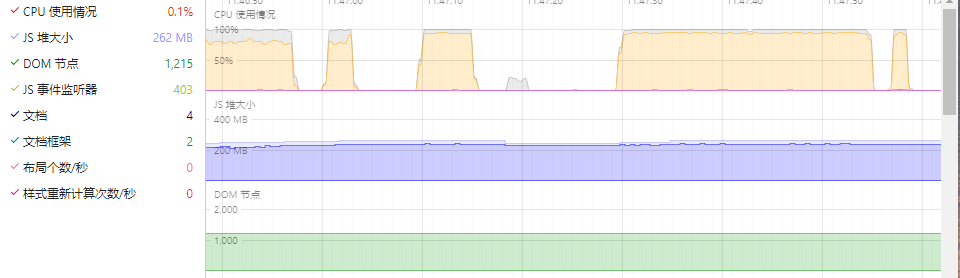 CPU 使用情况 0.1%
JS 堆大小 262 MB
DOM 节点 1,215
JS 事件监听器 403
文档 4
文档框架 2
布局个数/秒 0
样式重新计算次数/秒 0
11:46:50 11:47:00 11:47:10 11:47:20 11:47:30 11:47:40 11:47:50
CPU 使用情况
100%
50%
JS 堆大小
400 MB
200 MB
DOM 节点
2,000
1,000